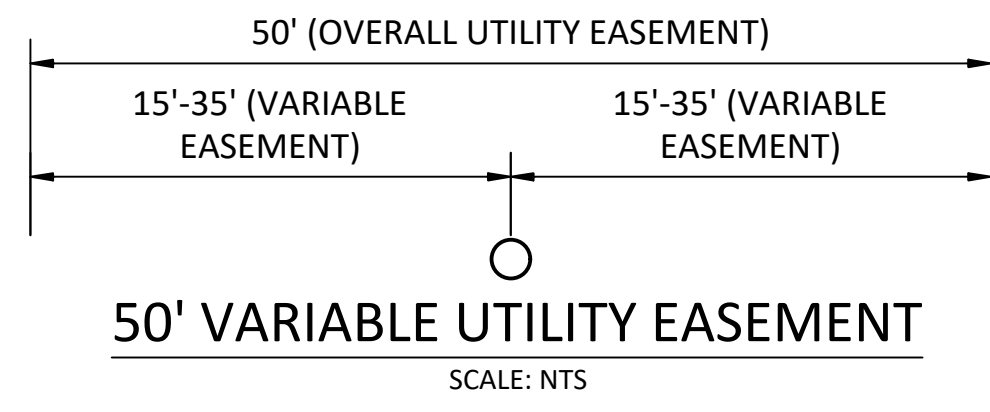 50' (OVERALL UTILITY EASEMENT)
15'-35' (VARIABLE
EASEMENT)
15'-35' (VARIABLE
EASEMENT)
50' VARIABLE UTILITY EASEMENT
SCALE: NTS